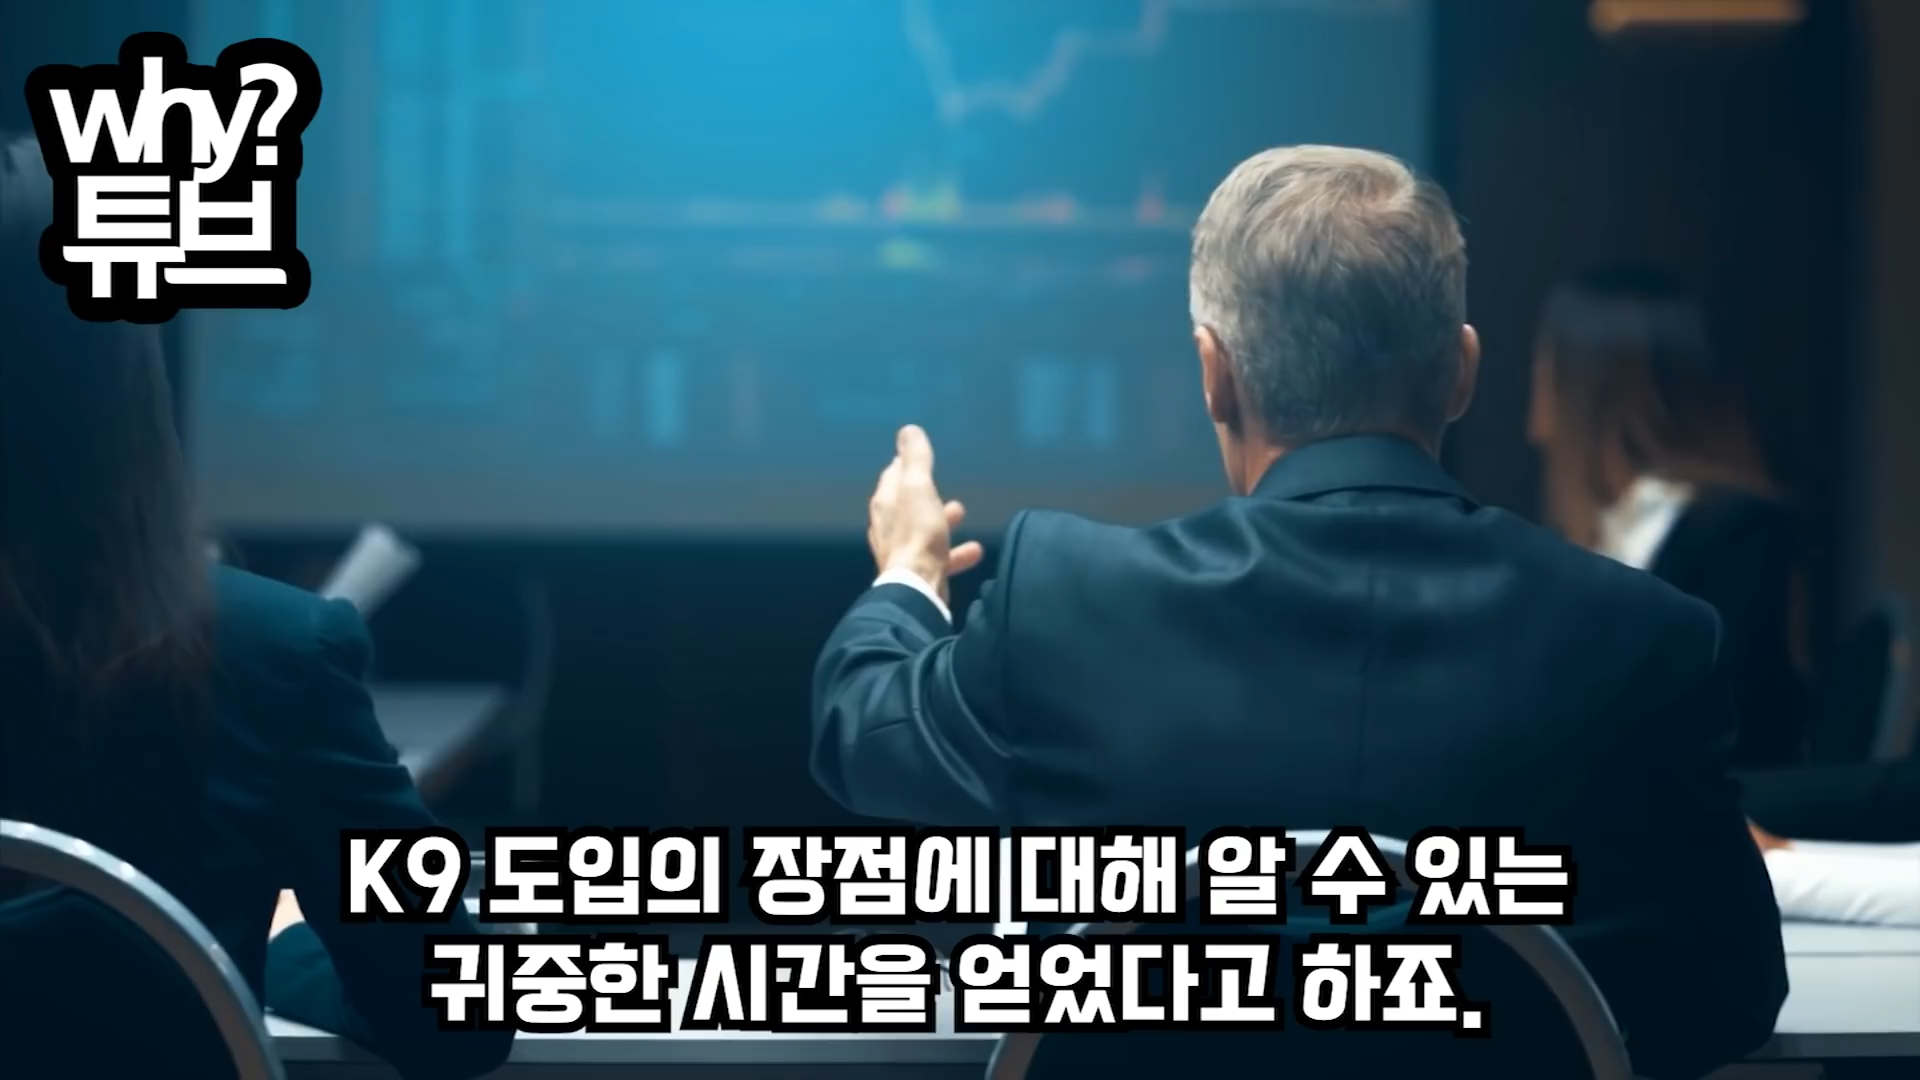 why?
튜브
K9 도입의 장점에 대해 알 수 있는
귀중한 시간을 얻었다고 하죠.